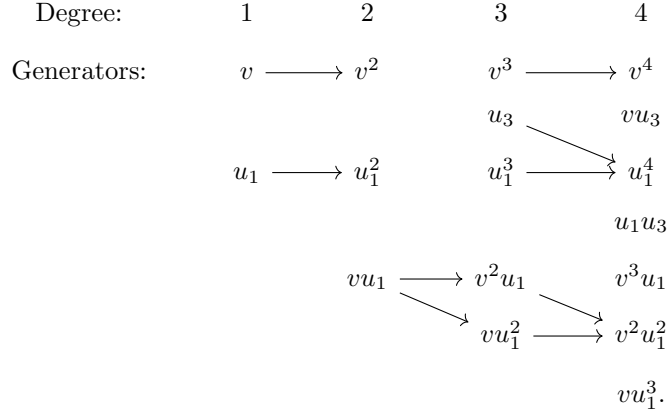 Degree: 1 2 3 4
Generators: v v² v³ v⁴
u₃ vu₃
u₁ u₁² u₁³ u₁⁴
u₁u₃
vu₁ v²u₁ v³u₁
vu₁² v²u₁²
vu₁³.